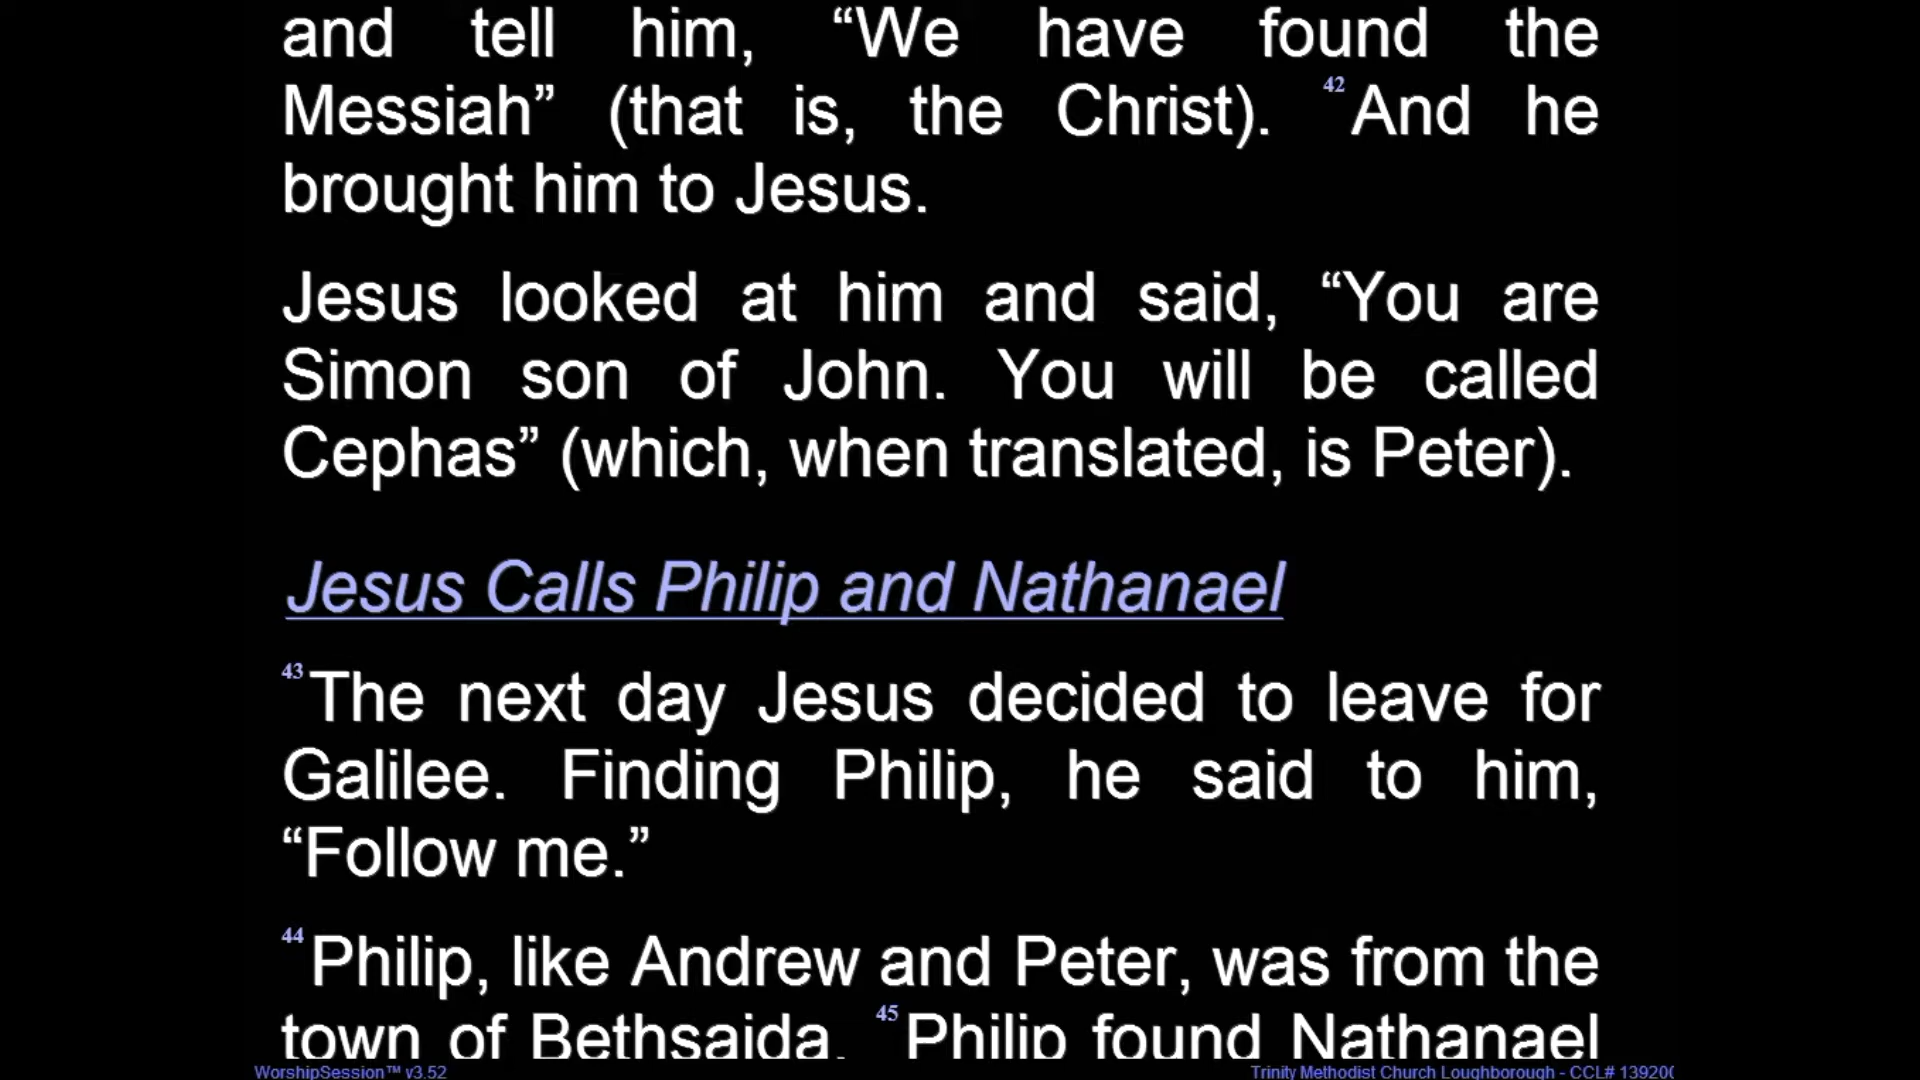 and tell him, “We have found the
Messiah” (that is, the Christ). 42 And he
brought him to Jesus.
Jesus looked at him and said, “You are
Simon son of John. You will be called
Cephas” (which, when translated, is Peter).
Jesus Calls Philip and Nathanael
43 The next day Jesus decided to leave for
Galilee. Finding Philip, he said to him,
“Follow me.”
44 Philip, like Andrew and Peter, was from the
town of Bethsaida. 45 Philip found Nathanael
WorshipSession™ v3.52
Trinity Methodist Church Loughborough - CCL# 13920